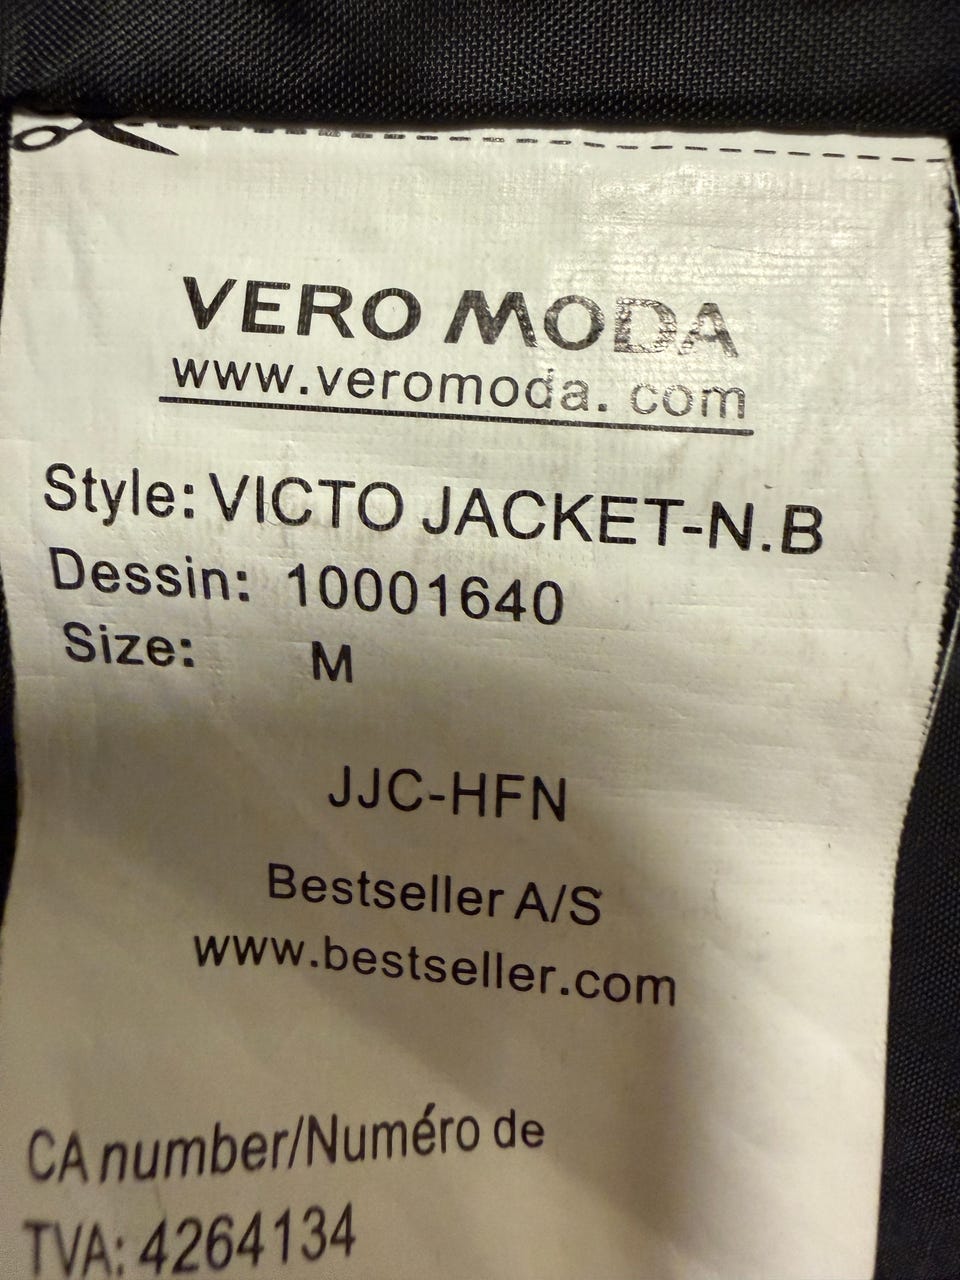 VERO MODA
www.veromoda. com
Style: VICTO JACKET-N.B
Dessin: 10001640
Size: M
JJC-HFN
Bestseller A/S
www.bestseller.com
CA number/Numéro de
TVA: 4264134